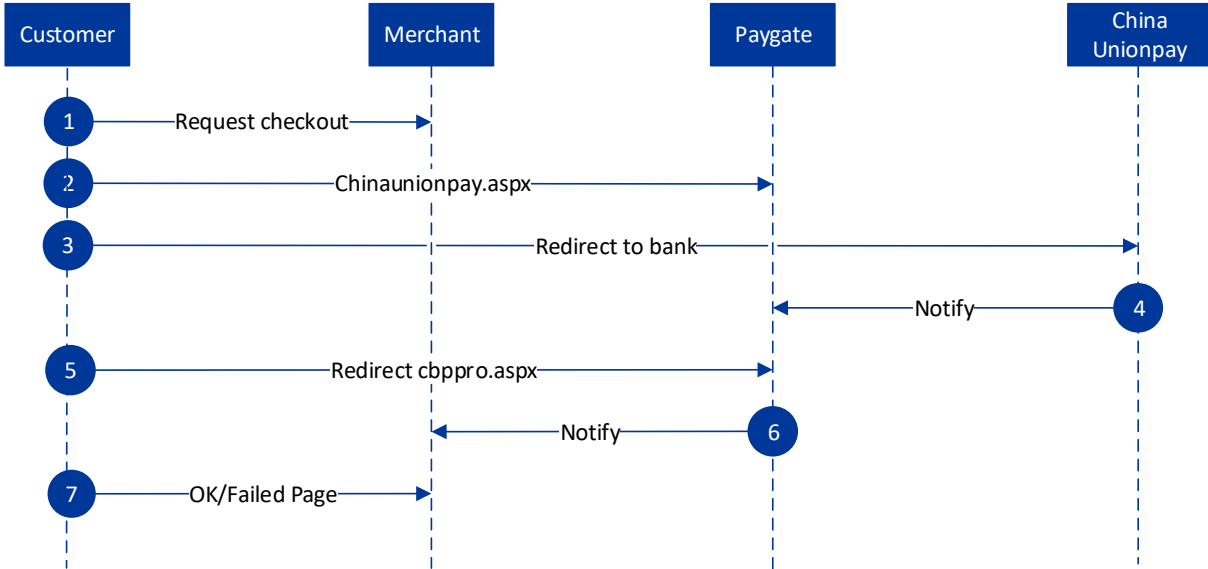 Customer
Merchant
Paygate
China
Unionpay
1
Request checkout
2
Chinaunionpay.aspx
3
Redirect to bank
Notify
4
5
Redirect cbppro.aspx
Notify
6
7
OK/Failed Page